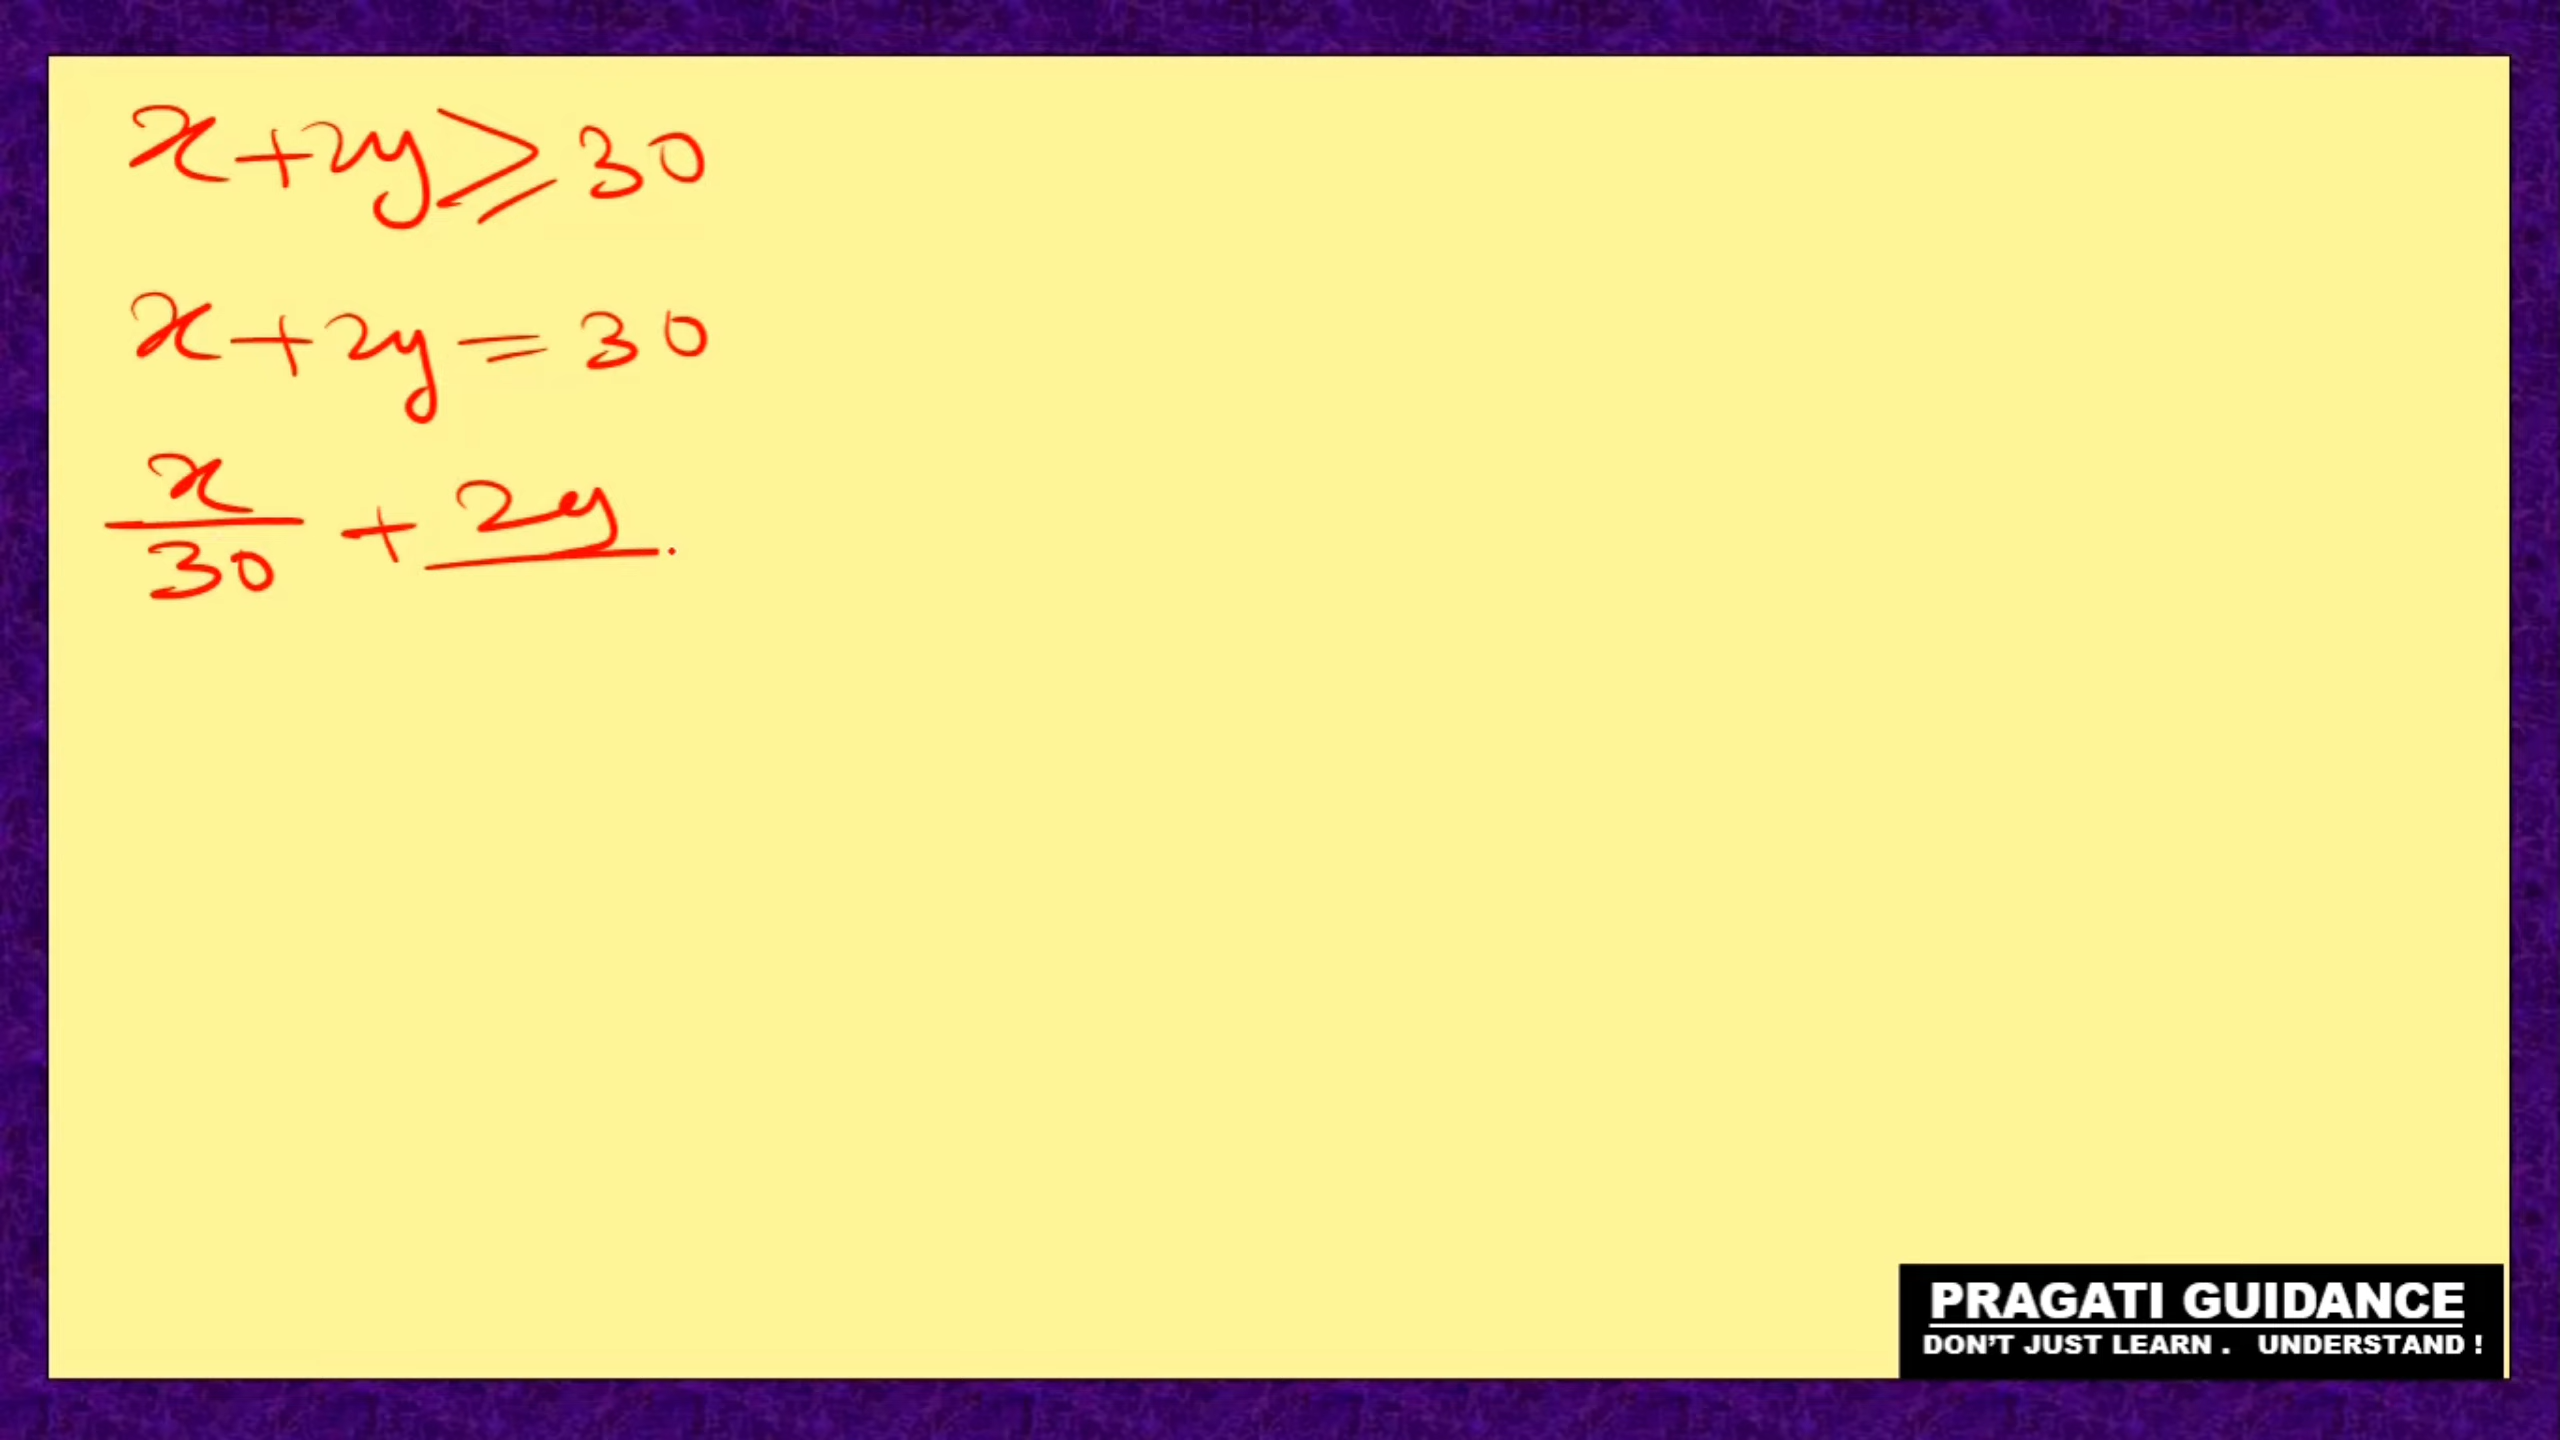 x+2y≥30
x+2y=30
x/30 + 2y/
PRAGATI GUIDANCE
DON'T JUST LEARN . UNDERSTAND !